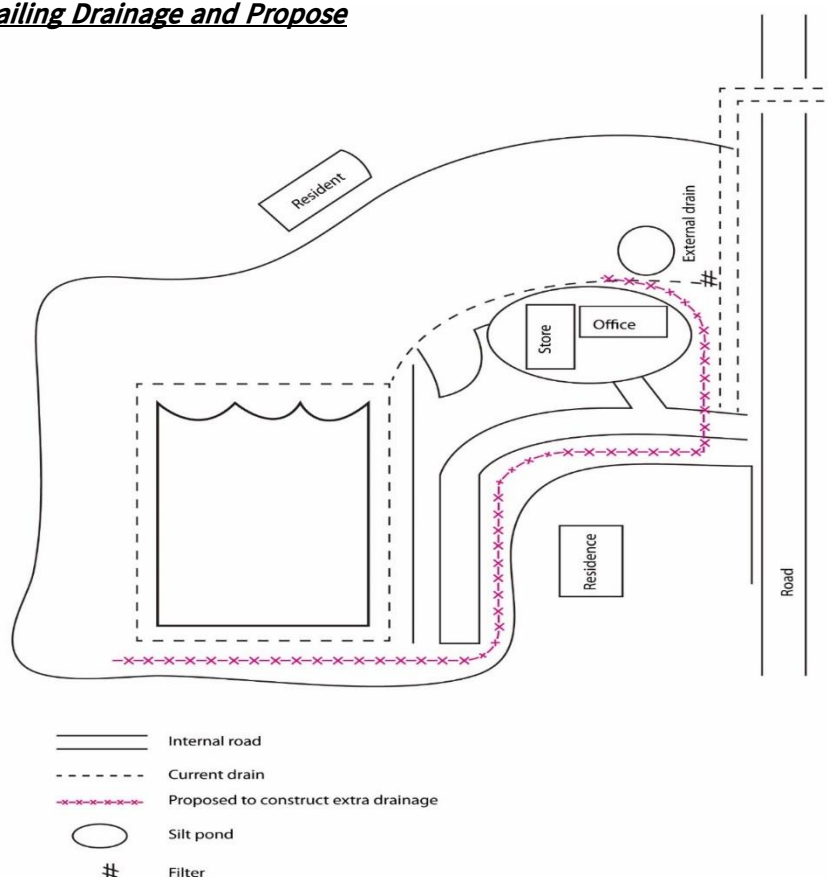 ailing Drainage and Propose
Resident
External drain
Store
Office
Residence
Road
Internal road
Current drain
Proposed to construct extra drainage
Silt pond
# Filter